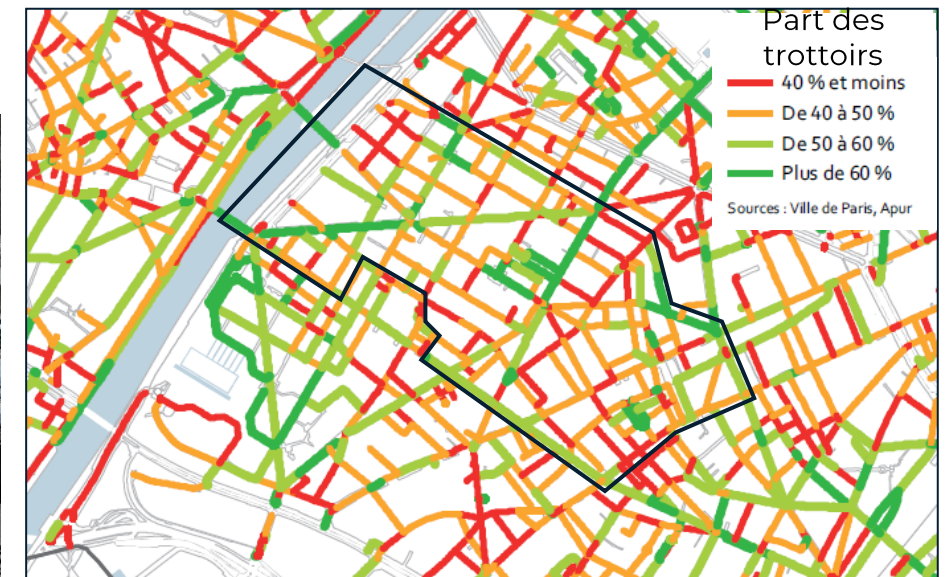 Part des
trottoirs
40 % et moins
De 40 à 50 %
De 50 à 60 %
Plus de 60 %
Sources : Ville de Paris, Apur